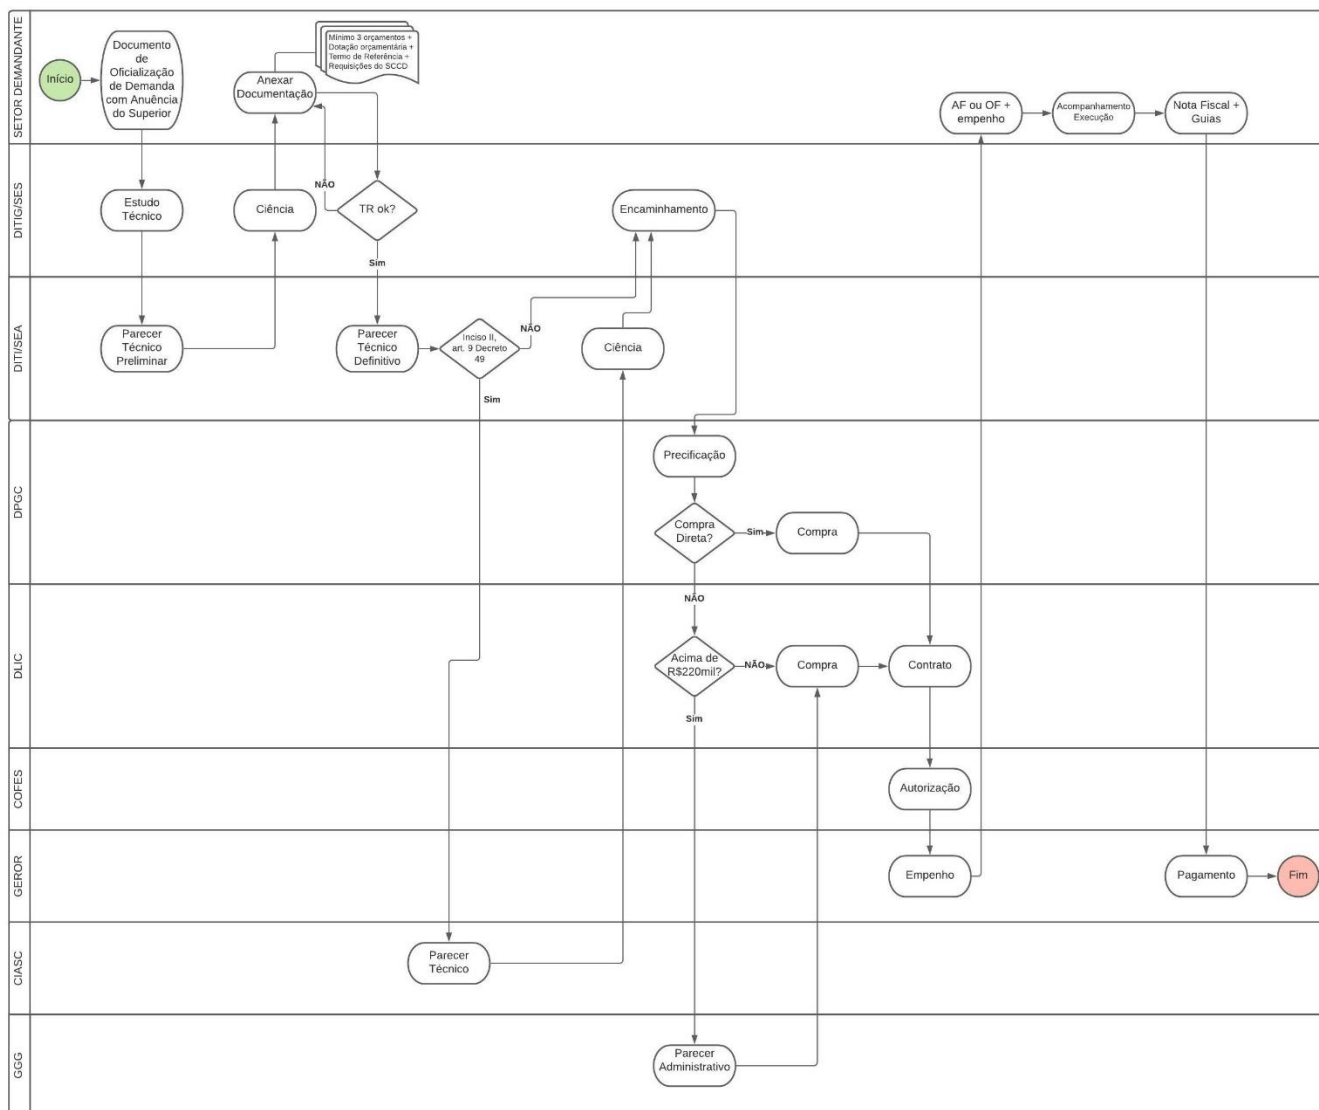 SETOR DEMANDANTE
Início
Documento
de
Oficialização
de Demanda
com Anuência
do Superior
Anexar
Documentação
Mínimo 3 orçamentos +
Dotação orçamentária +
Termo de Referência +
Requisições do SCCD
AF ou OF +
empenho
Acompanhamento
Execução
Nota Fiscal +
Guias
DITIG/SES
Estudo
Técnico
Ciência
NÃO
TR ok?
Sim
Encaminhamento
DITI/SEA
Parecer
Técnico
Preliminar
Parecer
Técnico
Definitivo
Inciso II,
art. 9 Decreto
49
NÃO
Sim
Ciência
DPGC
Precificação
Compra
Direta?
Sim
Compra
NÃO
DLIC
Acima de
R$220mil?
NÃO
Compra
Contrato
Sim
COFES
Autorização
GEROR
Empenho
Pagamento
Fim
CIASC
Parecer
Técnico
GGG
Parecer
Administrativo